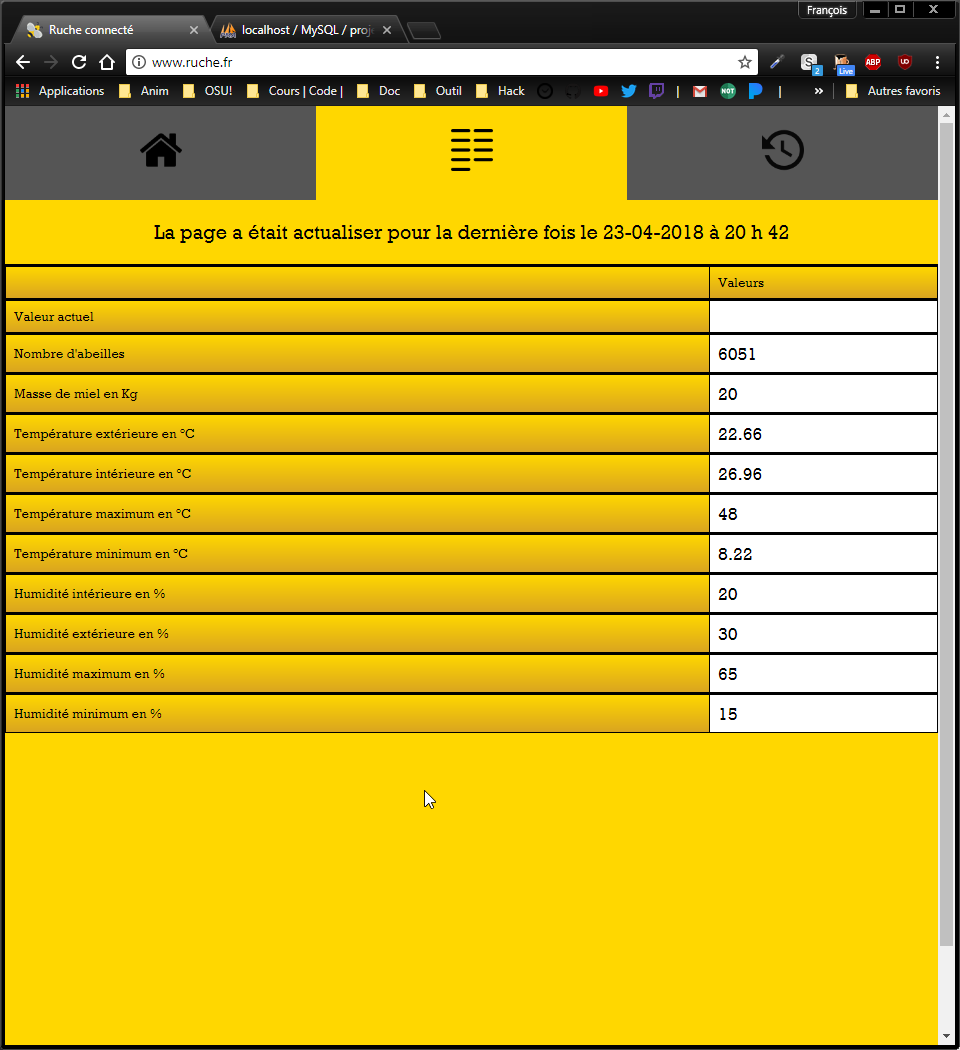 François
Ruche connecté
localhost / MySQL / proje
www.ruche.fr
S 2
Live
ABP
UD
Applications
Anim
OSU!
Cours | Code |
Doc
Outil
Hack
|
NOT
|
»
Autres favoris
La page a était actualiser pour la dernière fois le 23-04-2018 à 20 h 42
Valeurs
Valeur actuel
Nombre d'abeilles 6051
Masse de miel en Kg 20
Température extérieure en °C 22.66
Température intérieure en °C 26.96
Température maximum en °C 48
Température minimum en °C 8.22
Humidité intérieure en % 20
Humidité extérieure en % 30
Humidité maximum en % 65
Humidité minimum en % 15